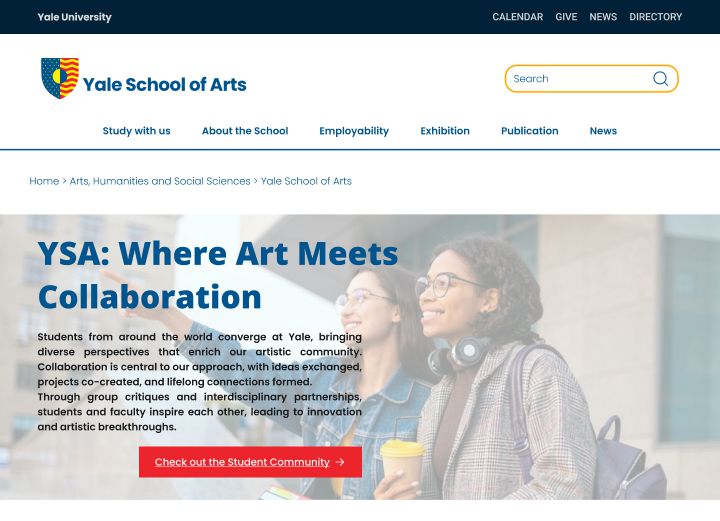 Yale University
CALENDAR GIVE NEWS DIRECTORY
Yale School of Arts
Search
Study with us About the School Employability Exhibition Publication News
Home > Arts, Humanities and Social Sciences > Yale School of Arts
YSA: Where Art Meets
Collaboration
Students from around the world converge at Yale, bringing
diverse perspectives that enrich our artistic community.
Collaboration is central to our approach, with ideas exchanged,
projects co-created, and lifelong connections formed.
Through group critiques and interdisciplinary partnerships,
students and faculty inspire each other, leading to innovation
and artistic breakthroughs.
Check out the Student Community →